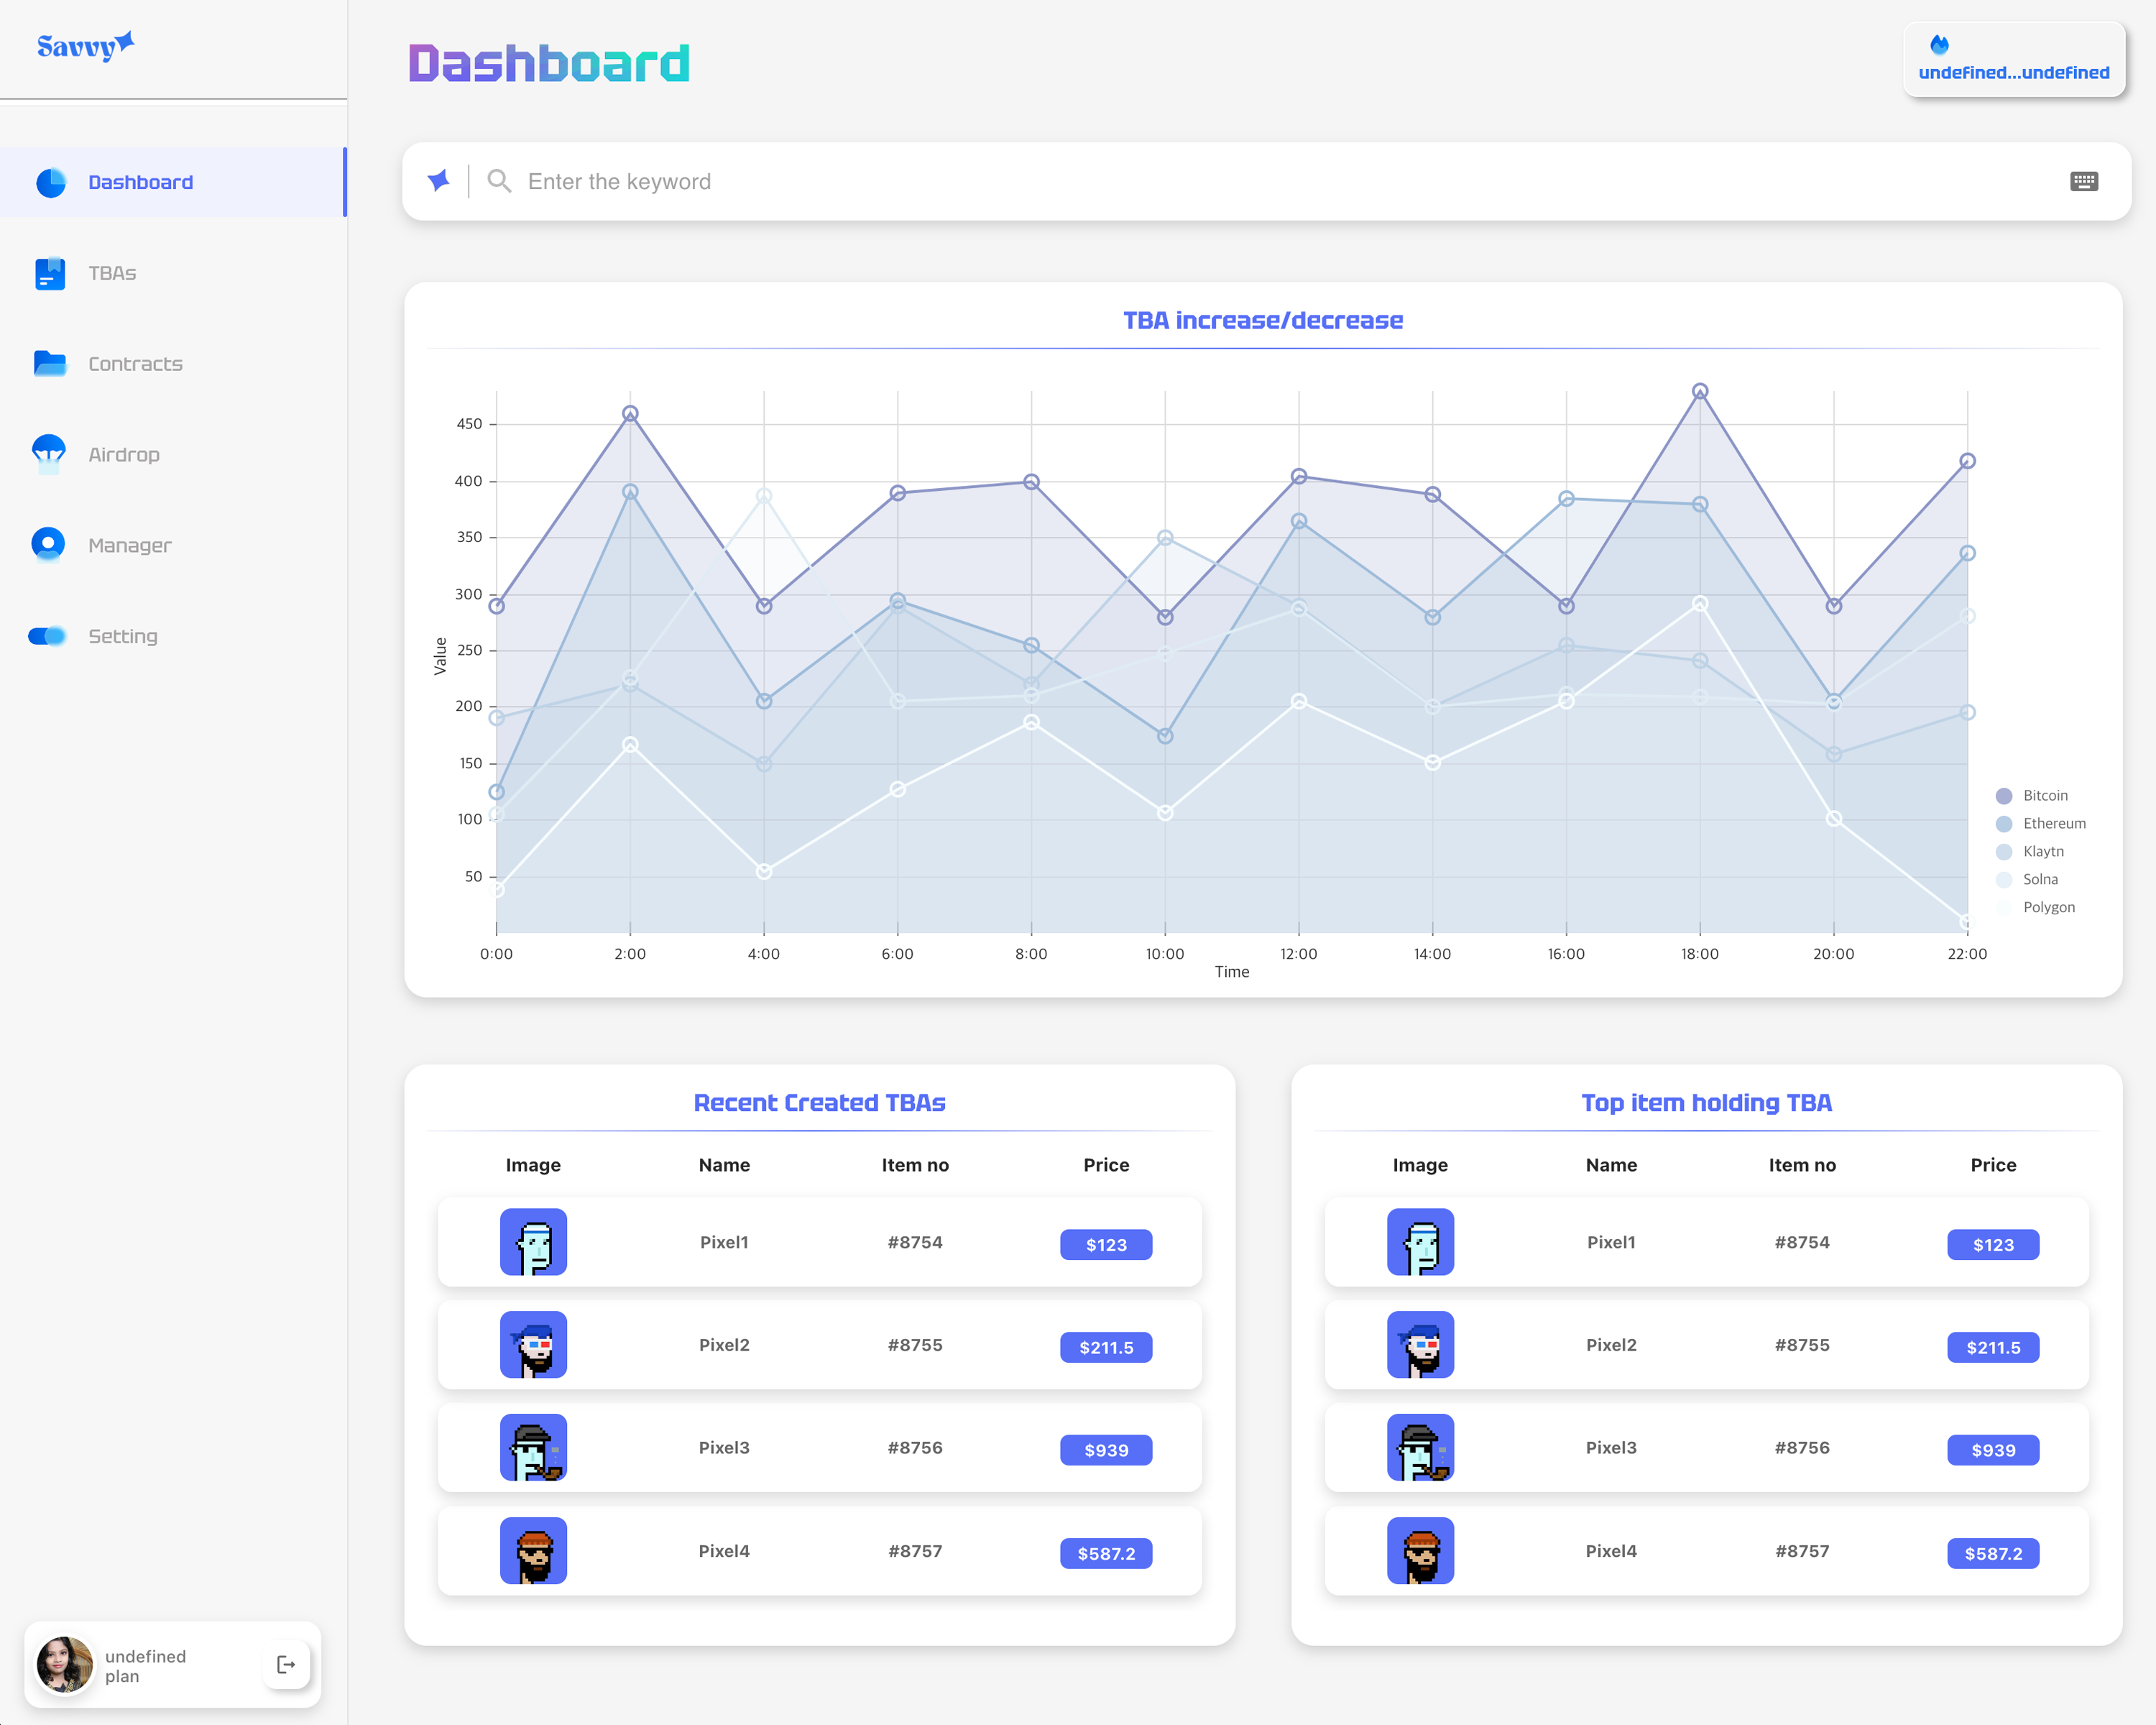 Savvy
Dashboard
undefined...undefined
Enter the keyword
Dashboard
TBAs
Contracts
Airdrop
Manager
Setting
TBA increase/decrease
450
400
350
300
250
200
150
100
50
Value
0:00 2:00 4:00 6:00 8:00 10:00 12:00 14:00 16:00 18:00 20:00 22:00
Time
Bitcoin
Ethereum
Klaytn
Solna
Polygon
Recent Created TBAs
Image Name Item no Price
Pixel1 #8754 $123
Pixel2 #8755 $211.5
Pixel3 #8756 $939
Pixel4 #8757 $587.2
Top item holding TBA
Image Name Item no Price
Pixel1 #8754 $123
Pixel2 #8755 $211.5
Pixel3 #8756 $939
Pixel4 #8757 $587.2
undefined
plan